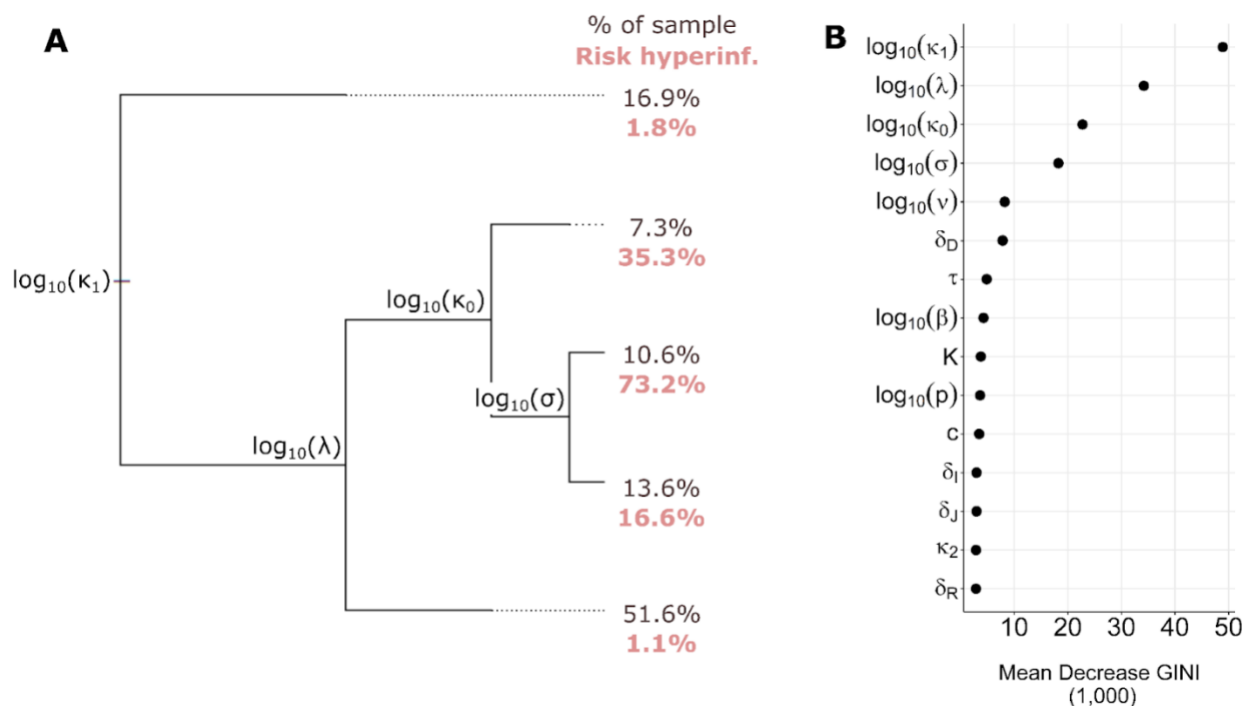 A
% of sample
Risk hyperinf.
16.9%
1.8%
7.3%
35.3%
log₁₀(κ₁)
log₁₀(κ₀)
10.6%
73.2%
log₁₀(σ)
log₁₀(λ)
13.6%
16.6%
51.6%
1.1%
B
log₁₀(κ₁)
log₁₀(λ)
log₁₀(κ₀)
log₁₀(σ)
log₁₀(ν)
δ_D
τ
log₁₀(β)
K
log₁₀(p)
c
δ_I
δ_J
κ₂
δ_R
10 20 30 40 50
Mean Decrease GINI
(1,000)